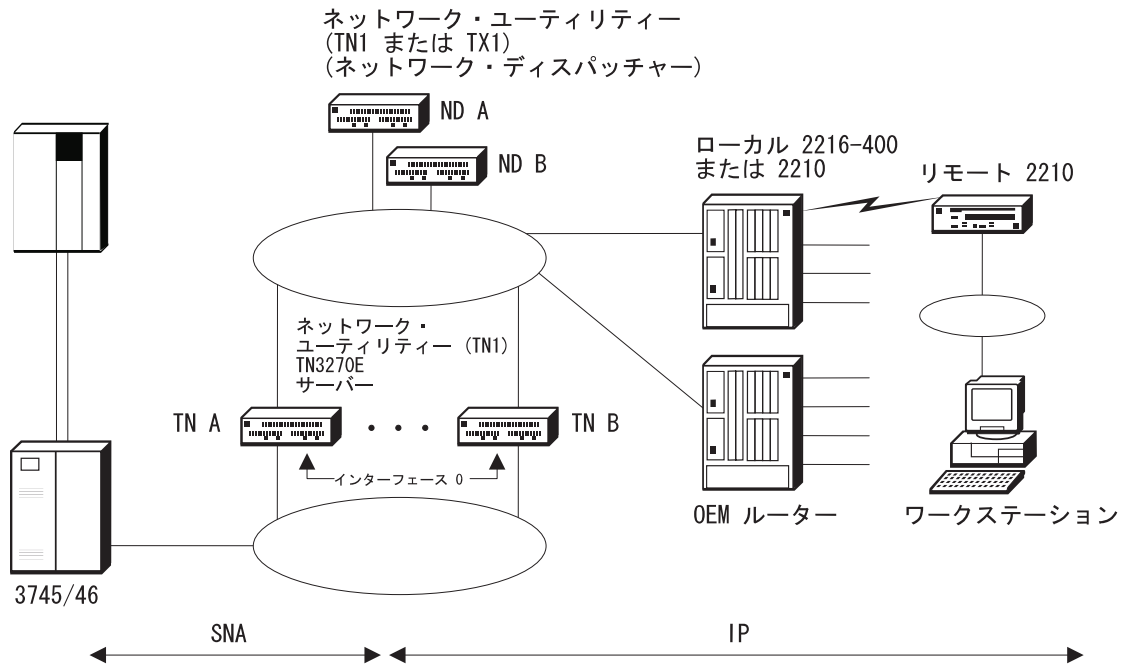 ネットワーク・ユーティリティー
(TN1 または TX1)
(ネットワーク・ディスパッチャー)
ND A
ND B
ローカル 2216-400
または 2210
リモート 2210
ネットワーク・
ユーティリティー (TN1)
TN3270E
サーバー
TN A
TN B
インターフェース 0
OEM ルーター
ワークステーション
3745/46
SNA
IP